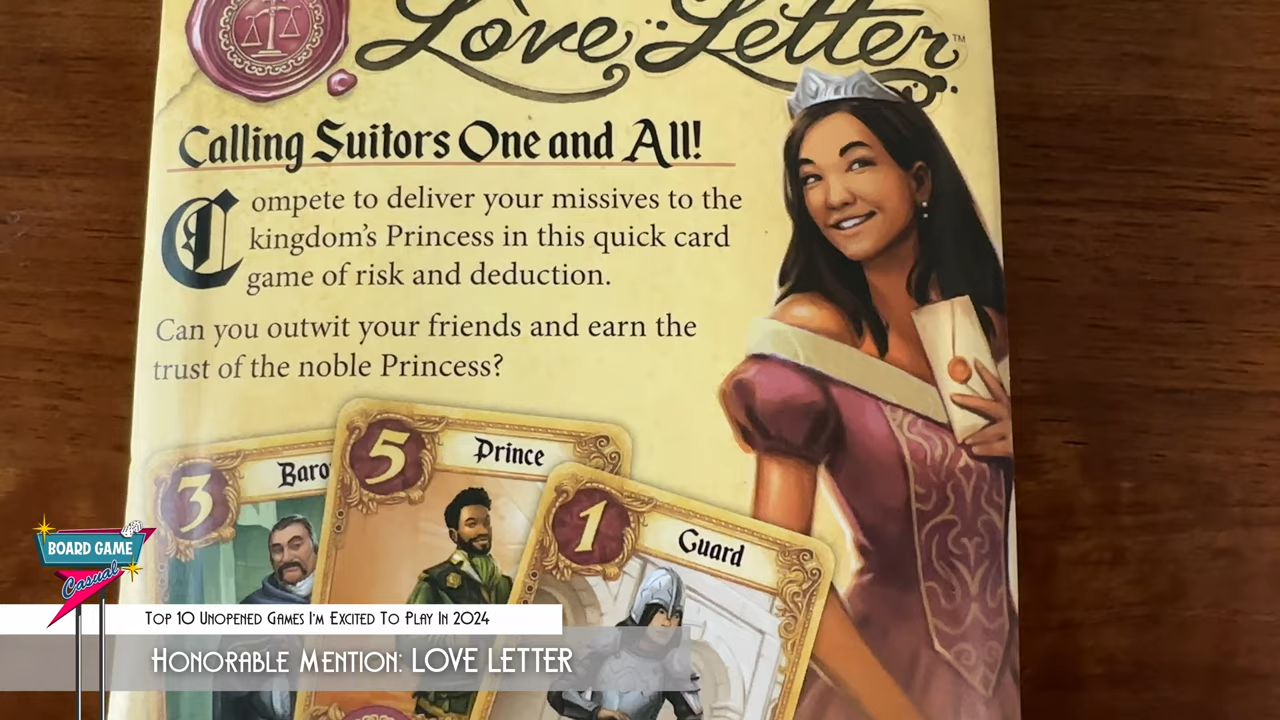 Love Letter™
Calling Suitors One and All!
Compete to deliver your missives to the
kingdom's Princess in this quick card
game of risk and deduction.
Can you outwit your friends and earn the
trust of the noble Princess?
3 Baro
5 Prince
1 Guard
BOARD GAME
Casual
Top 10 Unopened Games I'm Excited To Play In 2024
Honorable Mention: LOVE LETTER